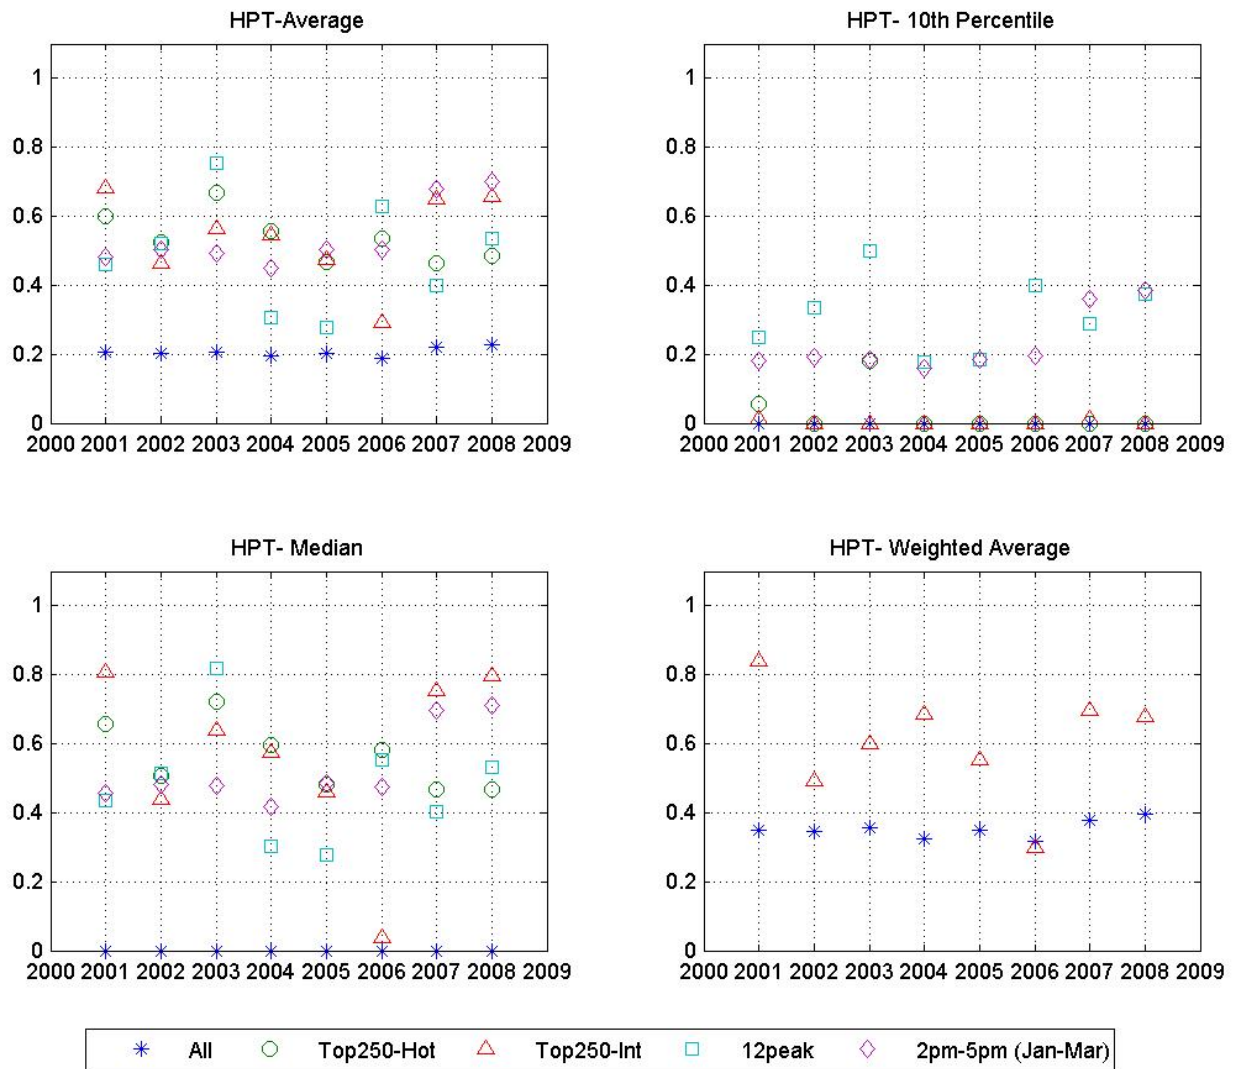 HPT-Average
1
0.8
0.6
0.4
0.2
0
2000 2001 2002 2003 2004 2005 2006 2007 2008 2009
HPT- 10th Percentile
1
0.8
0.6
0.4
0.2
0
2000 2001 2002 2003 2004 2005 2006 2007 2008 2009
HPT- Median
1
0.8
0.6
0.4
0.2
0
2000 2001 2002 2003 2004 2005 2006 2007 2008 2009
HPT- Weighted Average
1
0.8
0.6
0.4
0.2
0
2000 2001 2002 2003 2004 2005 2006 2007 2008 2009
All Top250-Hot Top250-Int 12peak 2pm-5pm (Jan-Mar)